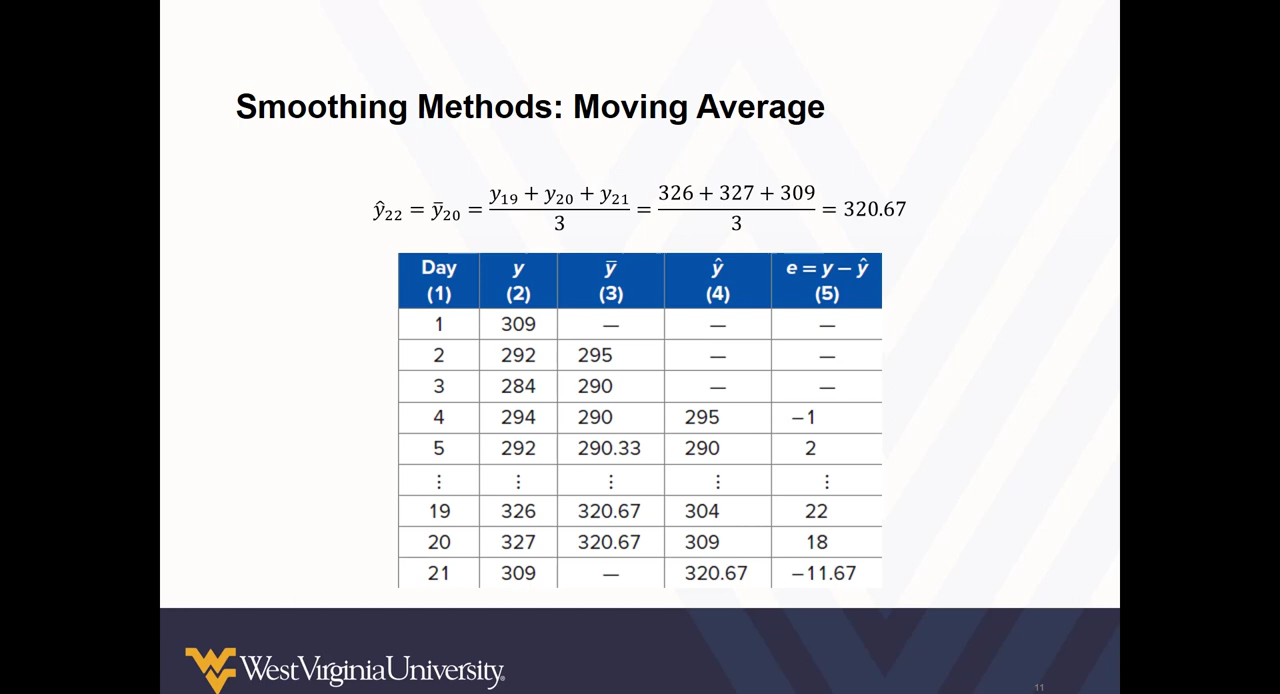 Smoothing Methods: Moving Average
ŷ₂₂ = ȳ₂₀ = (y₁₉ + y₂₀ + y₂₁)/3 = (326 + 327 + 309)/3 = 320.67
Day y ȳ ŷ e = y – ŷ
(1) (2) (3) (4) (5)
1 309 — — —
2 292 295 — —
3 284 290 — —
4 294 290 295 −1
5 292 290.33 290 2
⋮ ⋮ ⋮ ⋮ ⋮
19 326 320.67 304 22
20 327 320.67 309 18
21 309 — 320.67 −11.67
West Virginia University®
11